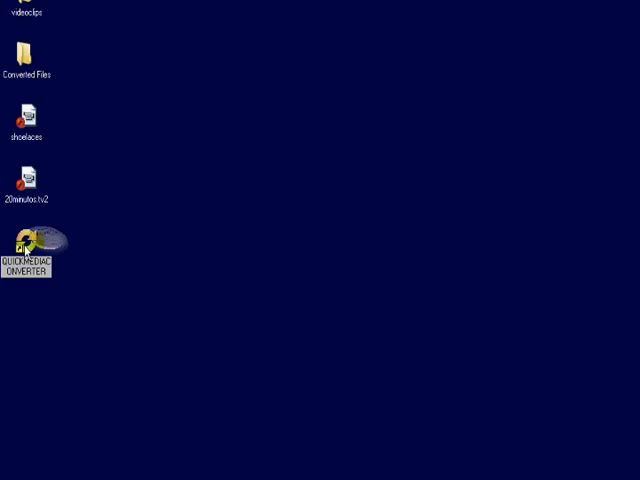 videoclips
Converted Files
shoelaces
20minutos.tv2
QUICKMEDIAC
ONVERTER